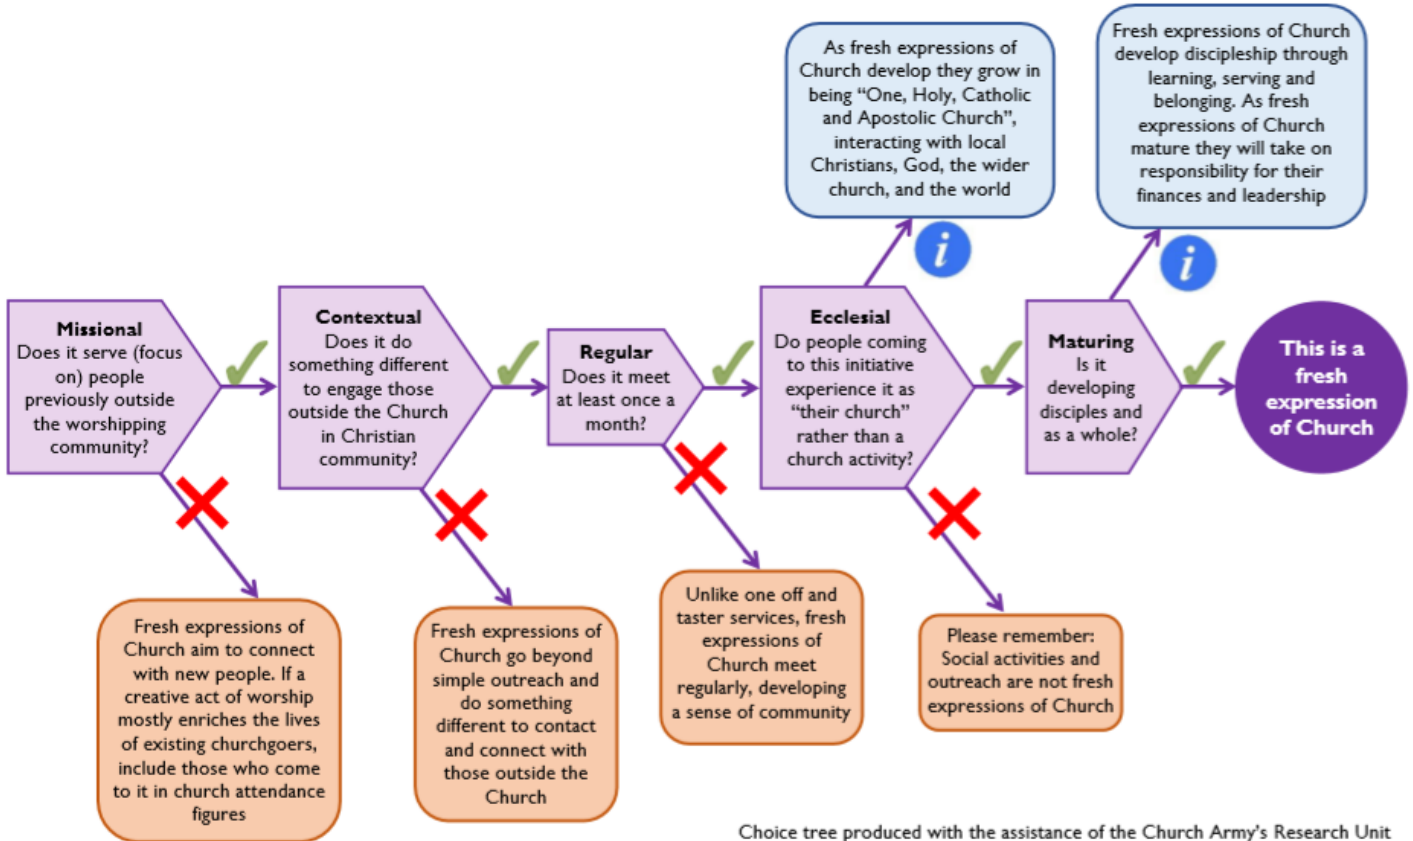 As fresh expressions of
Church develop they grow in
being “One, Holy, Catholic
and Apostolic Church”,
interacting with local
Christians, God, the wider
church, and the world
i
Fresh expressions of Church
develop discipleship through
learning, serving and
belonging. As fresh
expressions of Church
mature they will take on
responsibility for their
finances and leadership
i
Missional
Does it serve (focus
on) people
previously outside
the worshipping
community?
Contextual
Does it do
something different
to engage those
outside the Church
in Christian
community?
Regular
Does it meet
at least once a
month?
Ecclesial
Do people coming
to this initiative
experience it as
“their church”
rather than a
church activity?
Maturing
Is it
developing
disciples and
as a whole?
This is a
fresh
expression
of Church
Fresh expressions of
Church aim to connect
with new people. If a
creative act of worship
mostly enriches the lives
of existing churchgoers,
include those who come
to it in church attendance
figures
Fresh expressions of
Church go beyond
simple outreach and
do something
different to contact
and connect with
those outside the
Church
Unlike one off and
taster services, fresh
expressions of
Church meet
regularly, developing
a sense of community
Please remember:
Social activities and
outreach are not fresh
expressions of Church
Choice tree produced with the assistance of the Church Army’s Research Unit